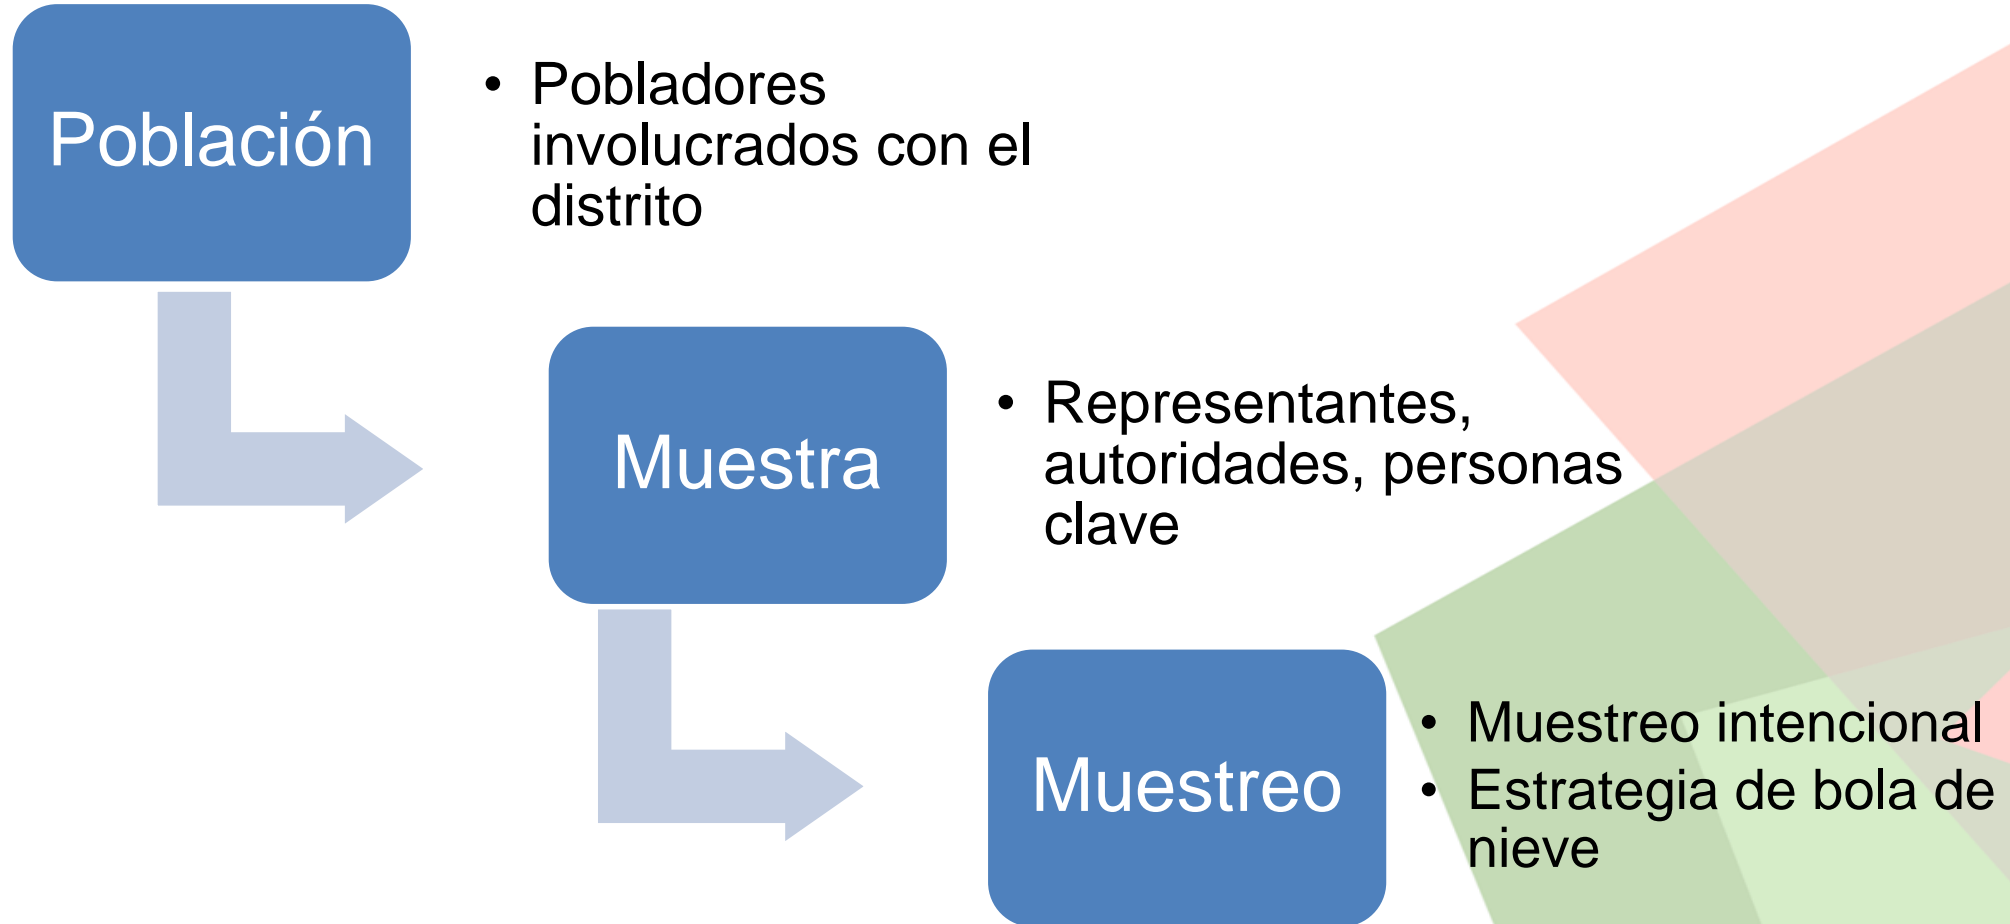 Población
• Pobladores
involucrados con el
distrito
Muestra
• Representantes,
autoridades, personas
clave
Muestreo
• Muestreo intencional
• Estrategia de bola de
nieve